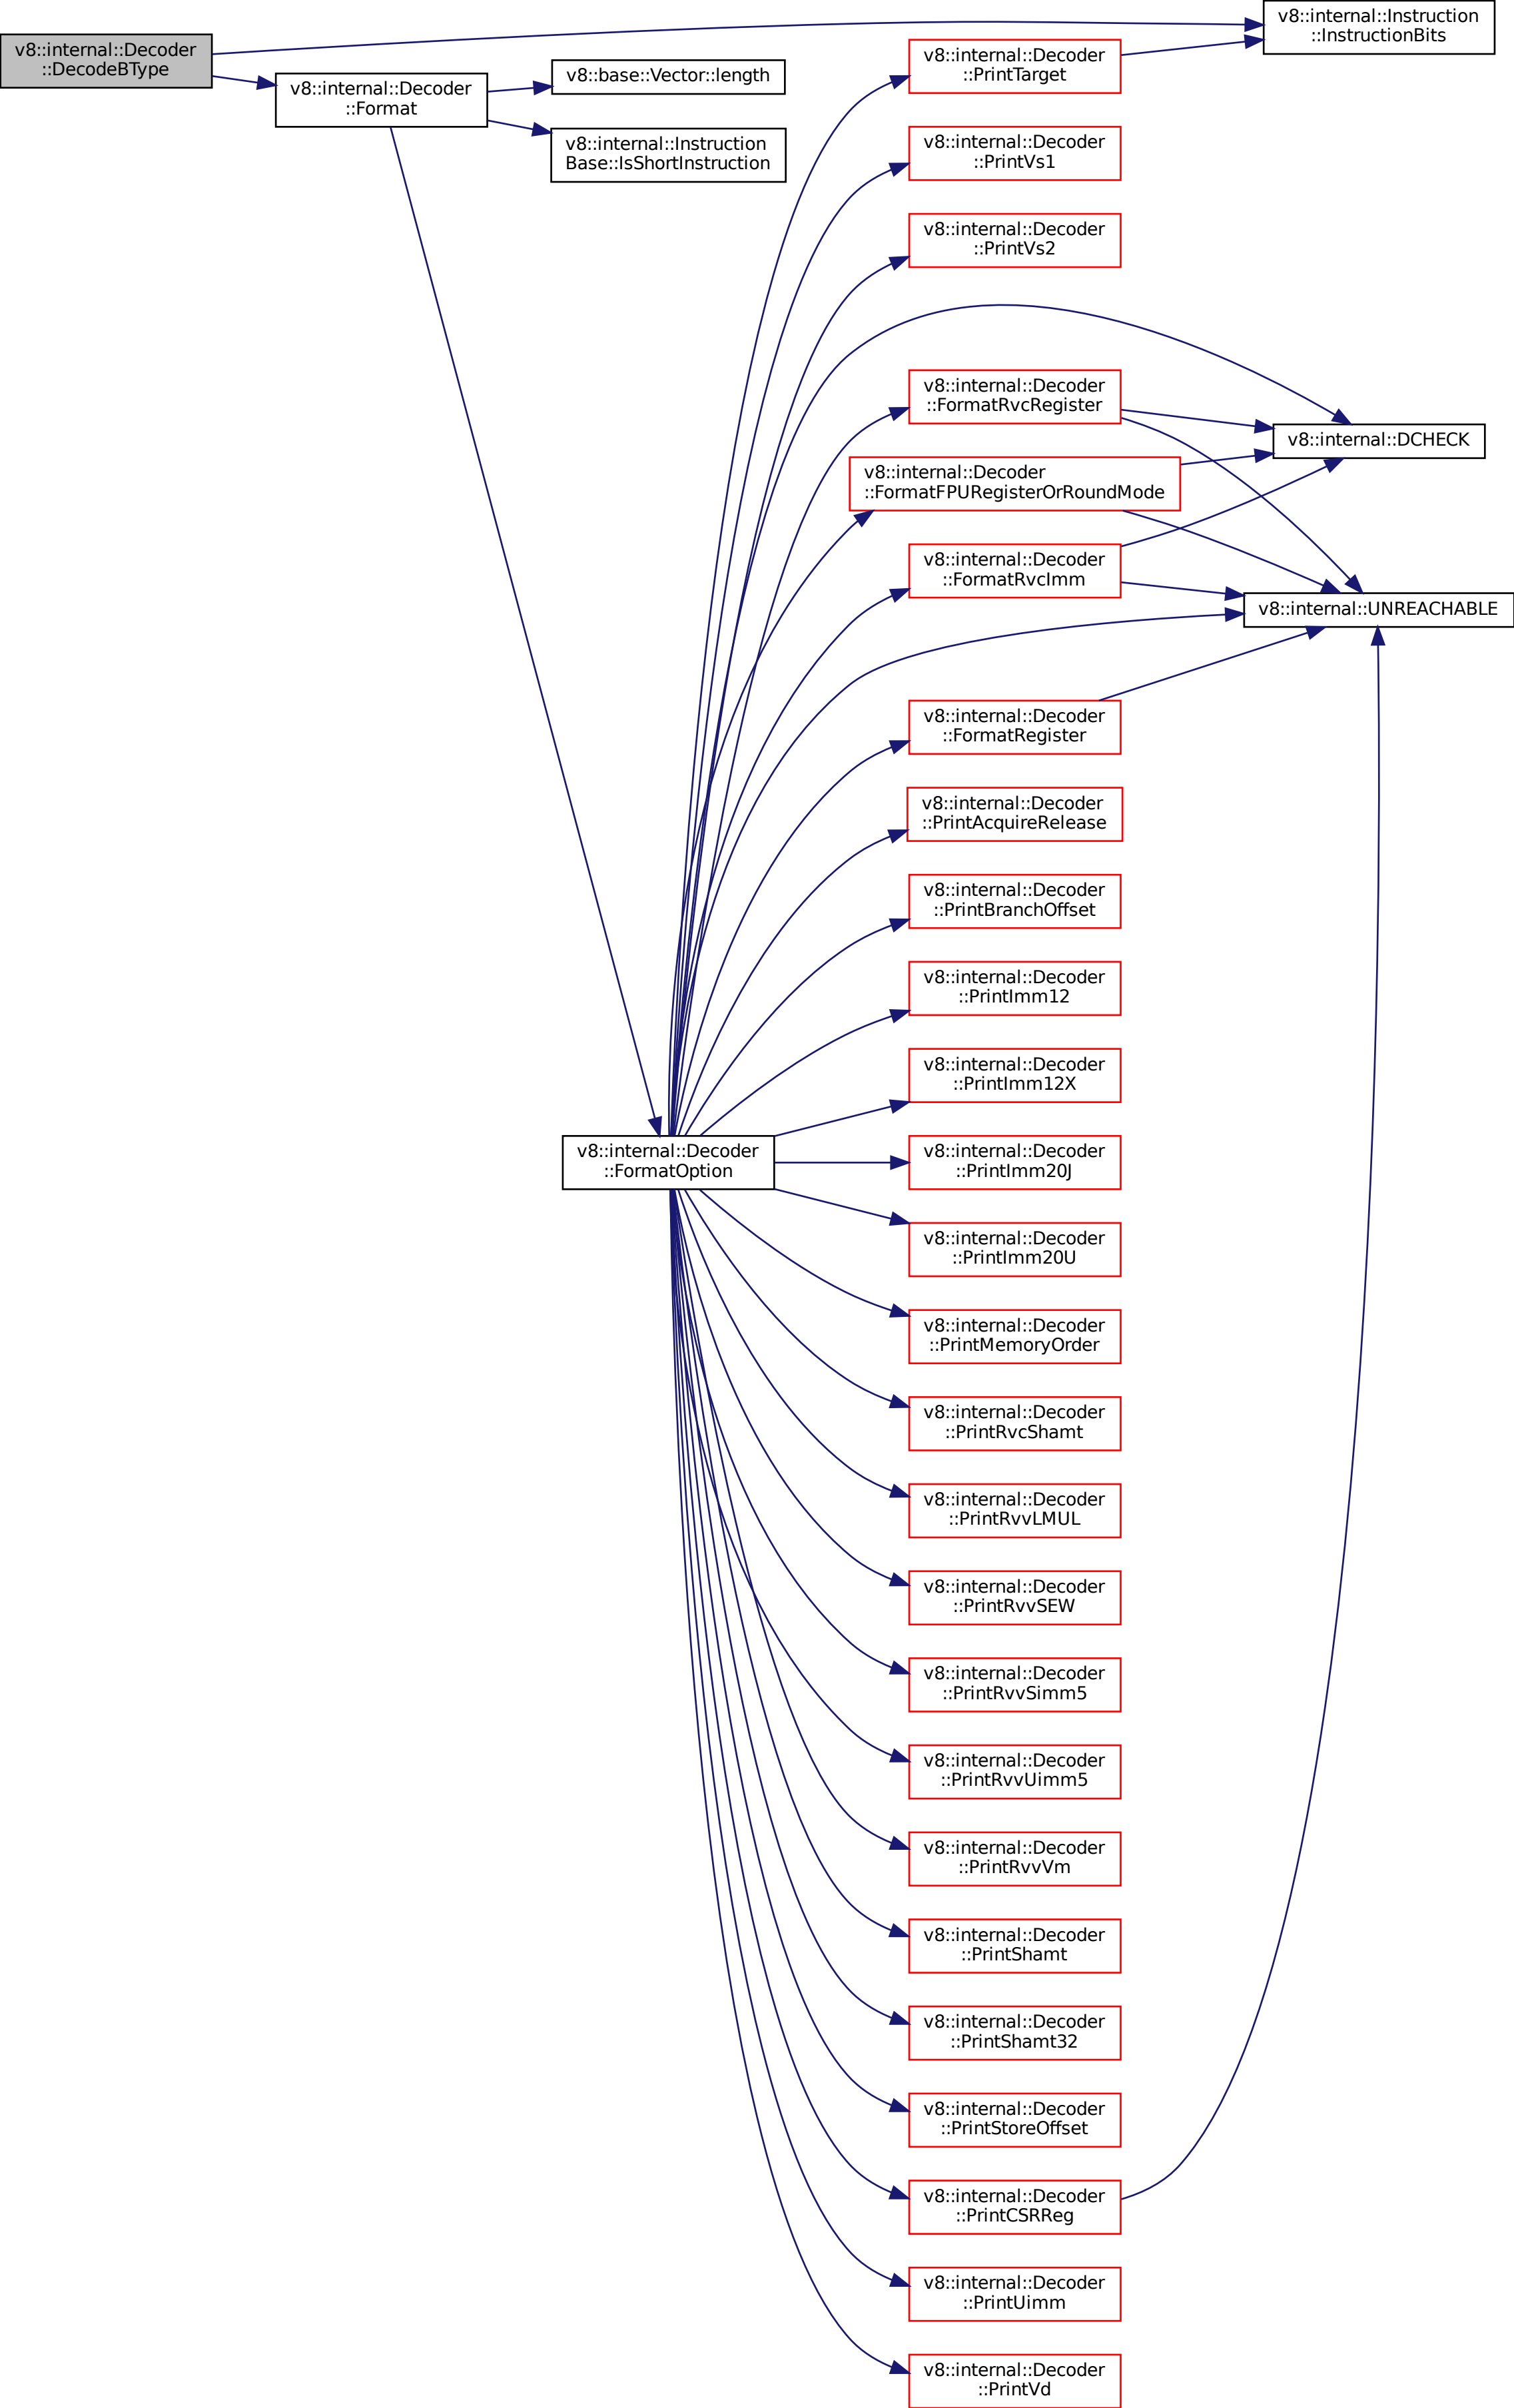 v8::internal::Decoder
::DecodeBType
v8::internal::Instruction
::InstructionBits
v8::internal::Decoder
::Format
v8::base::Vector::length
v8::internal::Instruction
Base::IsShortInstruction
v8::internal::Decoder
::PrintTarget
v8::internal::Decoder
::PrintVs1
v8::internal::Decoder
::PrintVs2
v8::internal::Decoder
::FormatRvcRegister
v8::internal::DCHECK
v8::internal::Decoder
::FormatFPURegisterOrRoundMode
v8::internal::Decoder
::FormatRvcImm
v8::internal::UNREACHABLE
v8::internal::Decoder
::FormatRegister
v8::internal::Decoder
::PrintAcquireRelease
v8::internal::Decoder
::PrintBranchOffset
v8::internal::Decoder
::PrintImm12
v8::internal::Decoder
::PrintImm12X
v8::internal::Decoder
::FormatOption
v8::internal::Decoder
::PrintImm20J
v8::internal::Decoder
::PrintImm20U
v8::internal::Decoder
::PrintMemoryOrder
v8::internal::Decoder
::PrintRvcShamt
v8::internal::Decoder
::PrintRvvLMUL
v8::internal::Decoder
::PrintRvvSEW
v8::internal::Decoder
::PrintRvvSimm5
v8::internal::Decoder
::PrintRvvUimm5
v8::internal::Decoder
::PrintRvvVm
v8::internal::Decoder
::PrintShamt
v8::internal::Decoder
::PrintShamt32
v8::internal::Decoder
::PrintStoreOffset
v8::internal::Decoder
::PrintCSRReg
v8::internal::Decoder
::PrintUimm
v8::internal::Decoder
::PrintVd